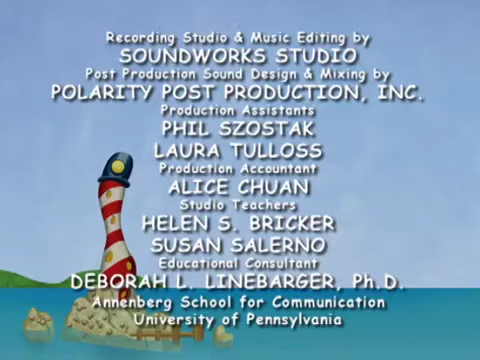 Recording Studio & Music Editing by
SOUNDWORKS STUDIO
Post Production Sound Design & Mixing by
POLARITY POST PRODUCTION, INC.
Production Assistants
PHIL SZOSTAK
LAURA TULLOSS
Production Accountant
ALICE CHUAN
Studio Teachers
HELEN S. BRICKER
SUSAN SALERNO
Educational Consultant
DEBORAH L. LINEBARGER, Ph.D.
Annenberg School for Communication
University of Pennsylvania